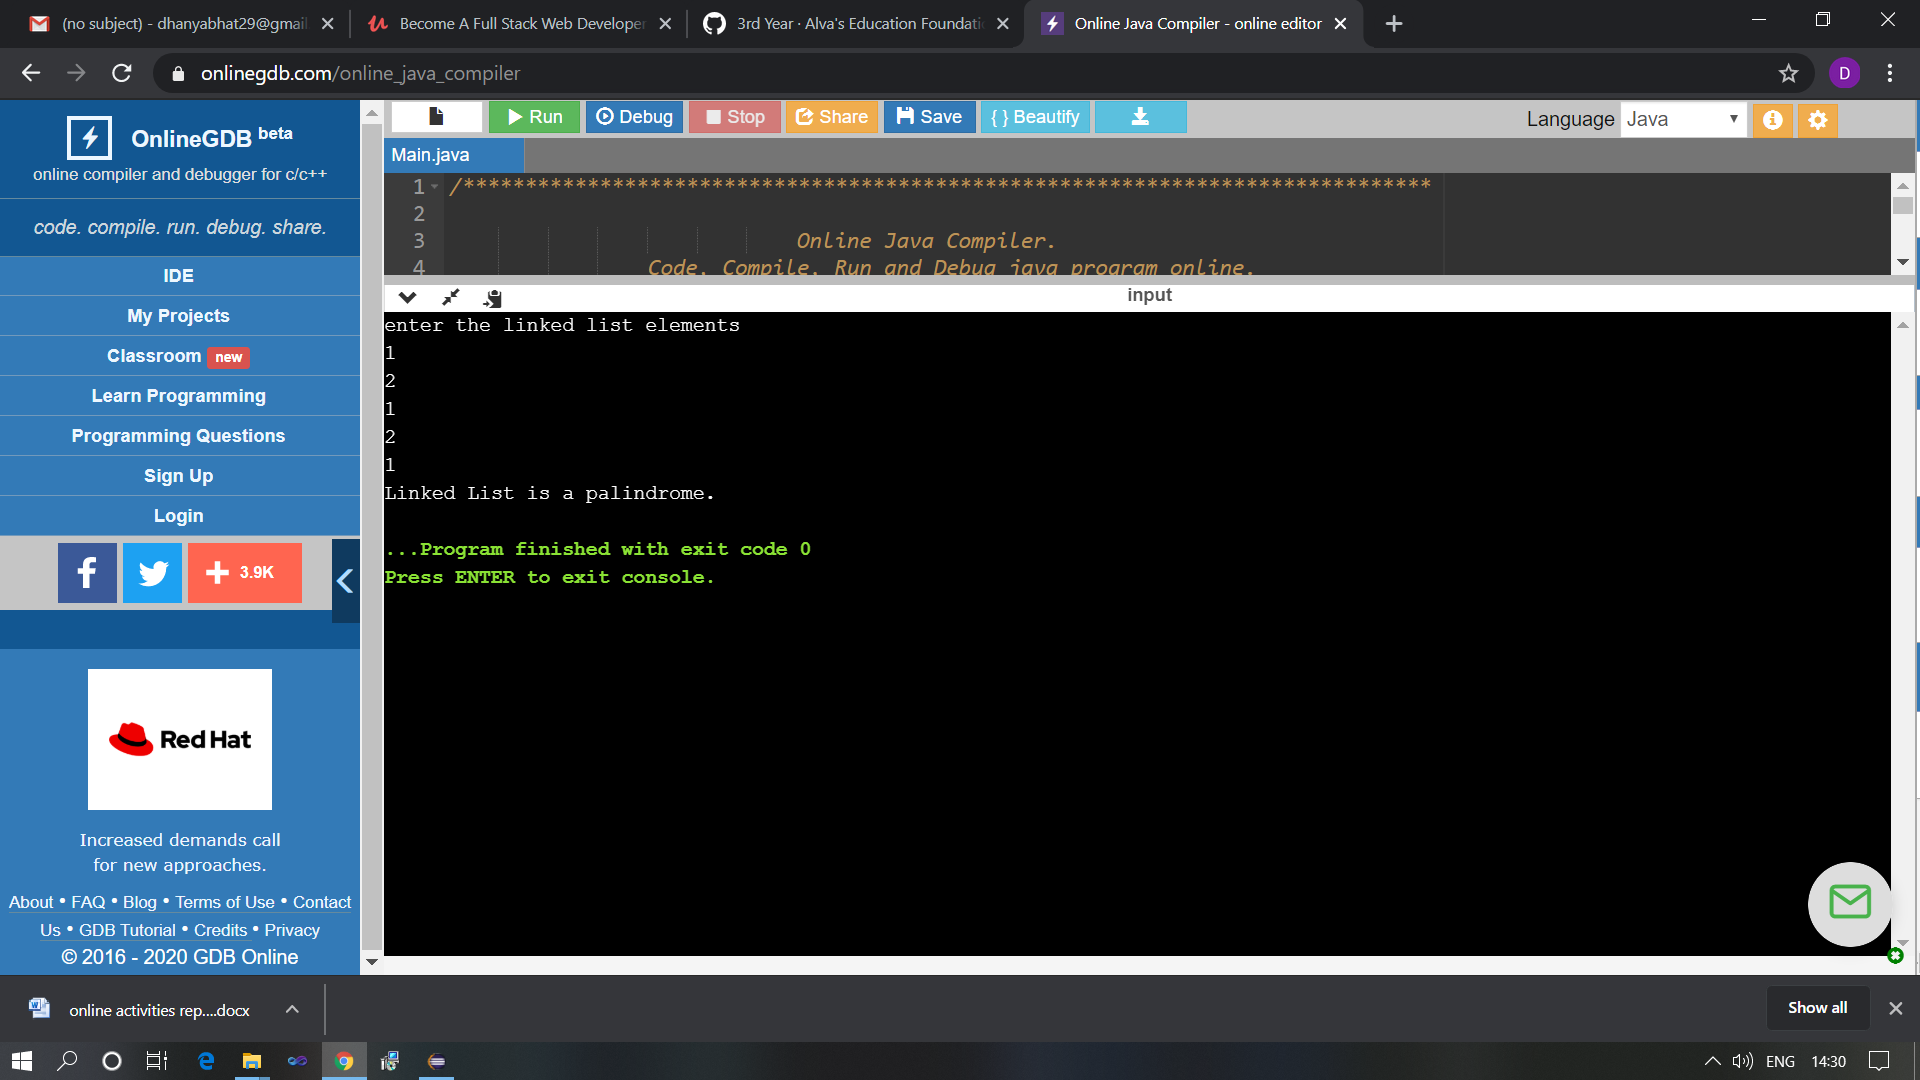 (no subject) - dhanyabhat29@gmail
Become A Full Stack Web Developer
3rd Year · Alva's Education Foundati
Online Java Compiler - online editor
onlinegdb.com/online_java_compiler
D
OnlineGDB beta
online compiler and debugger for c/c++
code. compile. run. debug. share.
IDE
My Projects
Classroom new
Learn Programming
Programming Questions
Sign Up
Login
3.9K
Red Hat
Increased demands call
for new approaches.
About • FAQ • Blog • Terms of Use • Contact
Us • GDB Tutorial • Credits • Privacy
© 2016 - 2020 GDB Online
Run Debug Stop Share Save { } Beautify
Language Java
Main.java
1 /******************************************************************************
2
3 Online Java Compiler.
4 Code, Compile, Run and Debug java program online.
input
enter the linked list elements
1
2
1
2
1
Linked List is a palindrome.
...Program finished with exit code 0
Press ENTER to exit console.
online activities rep....docx
Show all
ENG 14:30